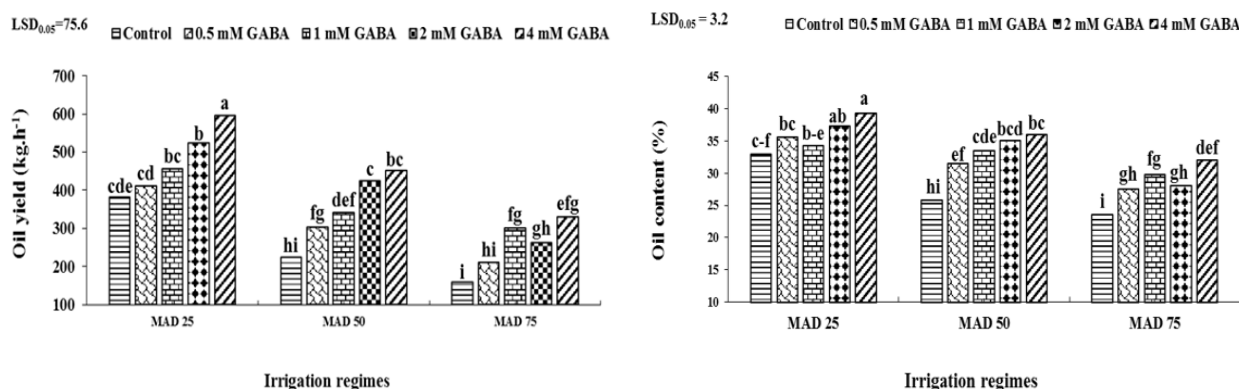 LSD0.05=75.6
Control 0.5 mM GABA 1 mM GABA 2 mM GABA 4 mM GABA
Oil yield (kg.h-1)
700
600
500
400
300
200
100
cde cd bc b a
hi fg def c bc
i hi fg gh efg
MAD 25 MAD 50 MAD 75
Irrigation regimes
LSD0.05 = 3.2
Control 0.5 mM GABA 1 mM GABA 2 mM GABA 4 mM GABA
Oil content (%)
45
40
35
30
25
20
15
10
c-f bc b-e ab a
hi ef cde bcd bc
i gh fg gh def
MAD 25 MAD 50 MAD 75
Irrigation regimes